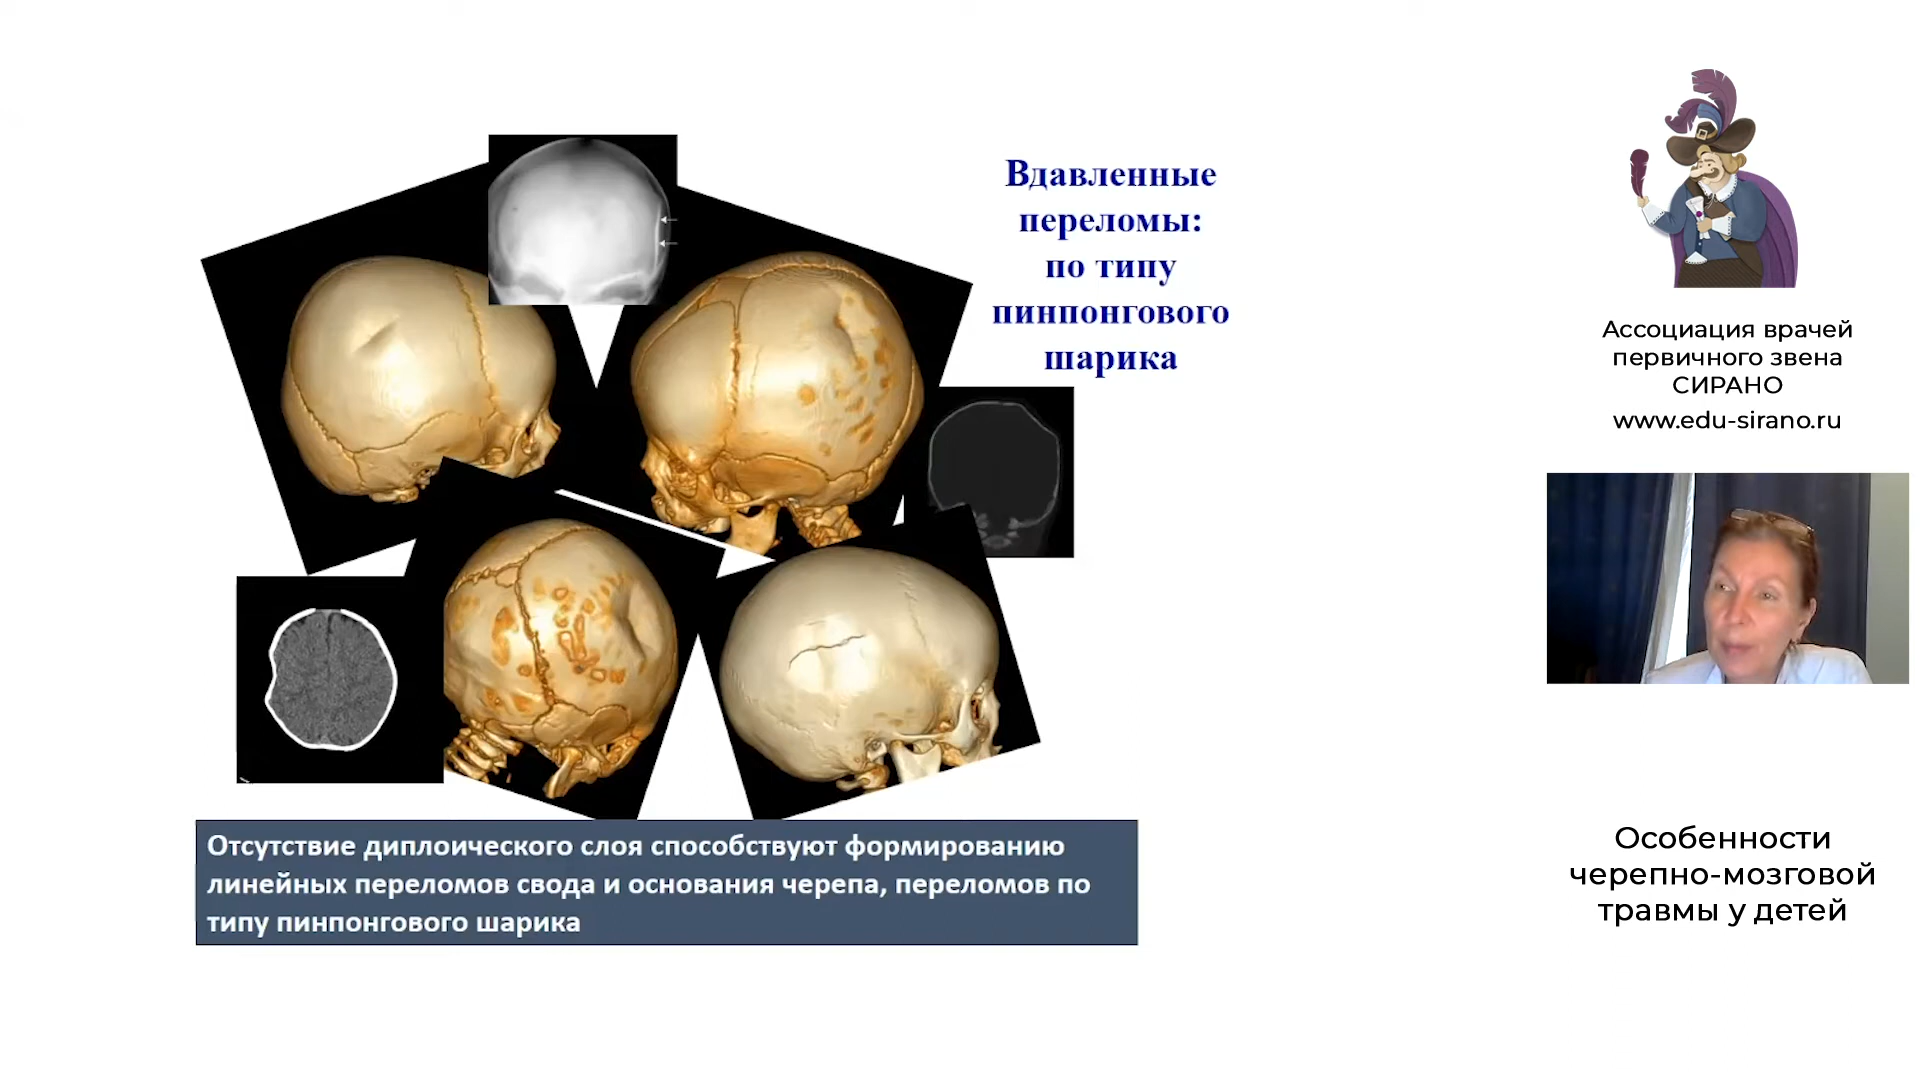 Вдавленные
переломы:
по типу
пинпонгового
шарика
Отсутствие диплоического слоя способствуют формированию
линейных переломов свода и основания черепа, переломов по
типу пинпонгового шарика
Ассоциация врачей
первичного звена
СИРАНО
www.edu-sirano.ru
Особенности
черепно-мозговой
травмы у детей